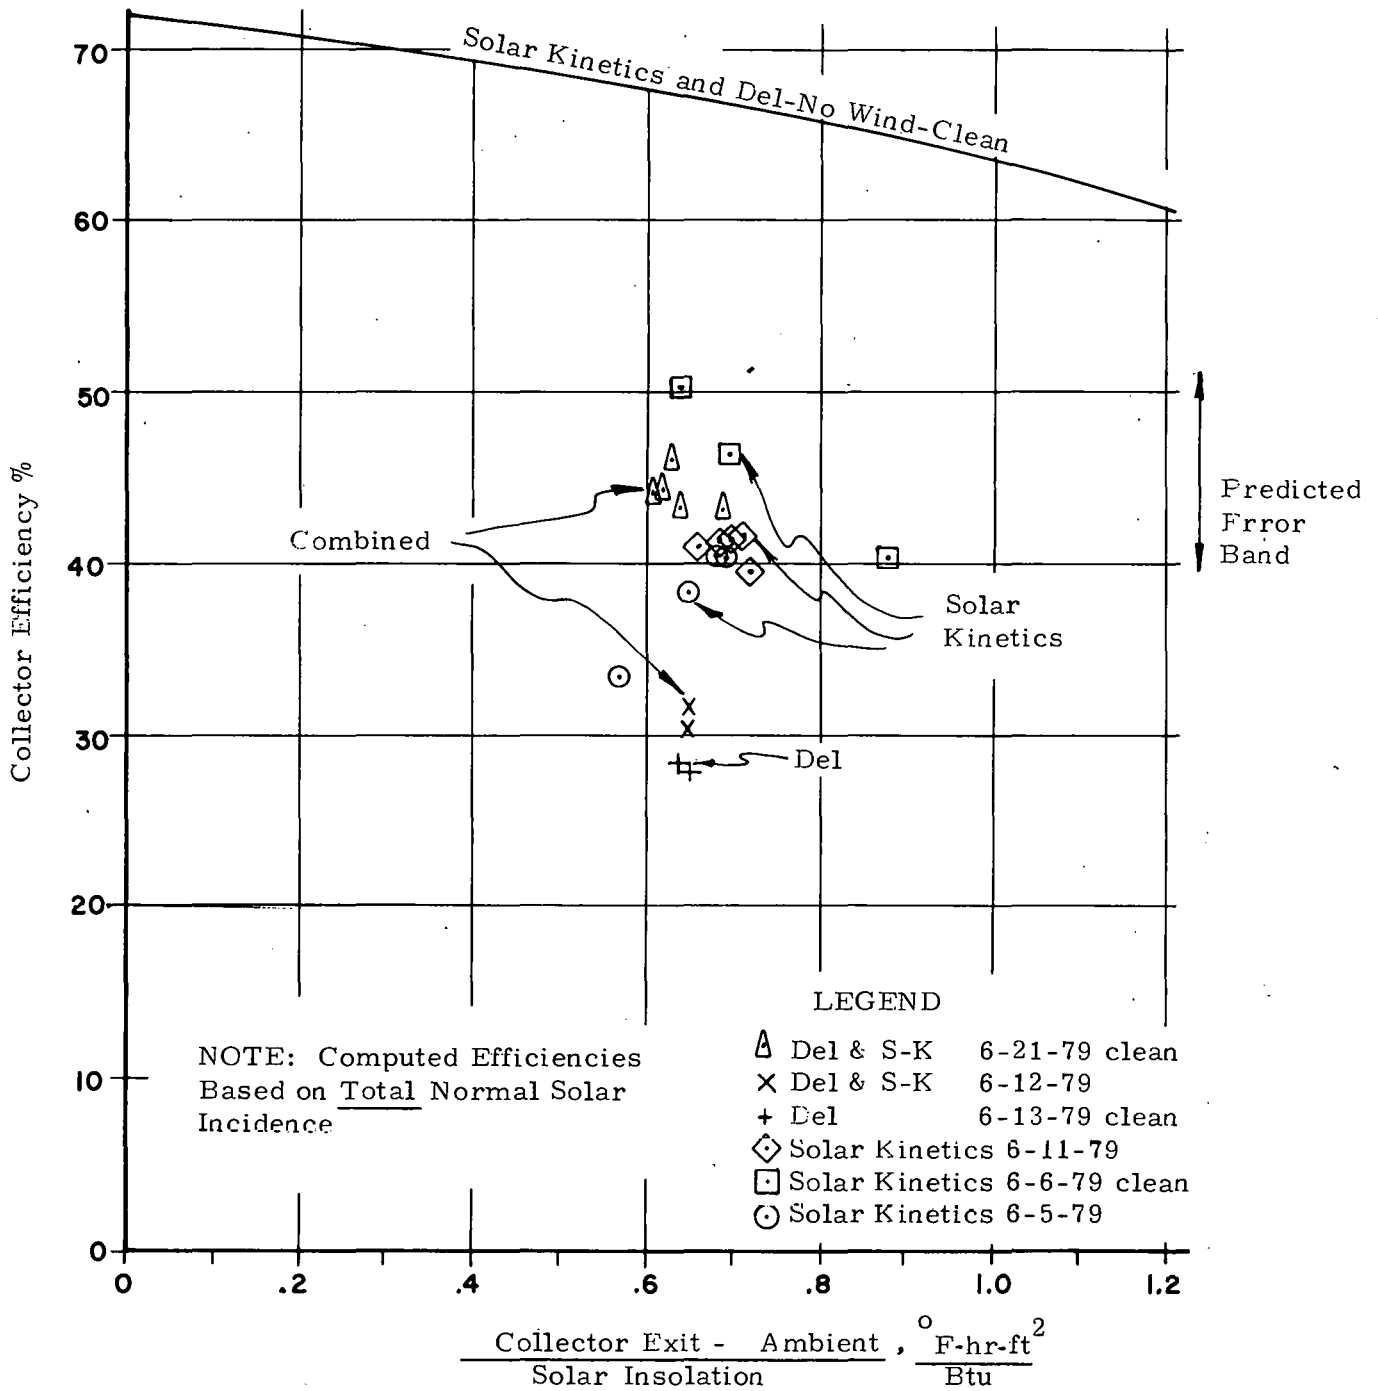 Solar Kinetics and Del-No Wind-Clean
70
60
50
40
30
20
10
0
Collector Efficiency %
Combined
Solar
Kinetics
Del
Predicted
Frror
Band
NOTE: Computed Efficiencies
Based on Total Normal Solar
Incidence
LEGEND
Del & S-K 6-21-79 clean
Del & S-K 6-12-79
Del 6-13-79 clean
Solar Kinetics 6-11-79
Solar Kinetics 6-6-79 clean
Solar Kinetics 6-5-79
0 .2 .4 .6 .8 1.0 1.2
Collector Exit - Ambient , °F-hr-ft²
Solar Insolation Btu